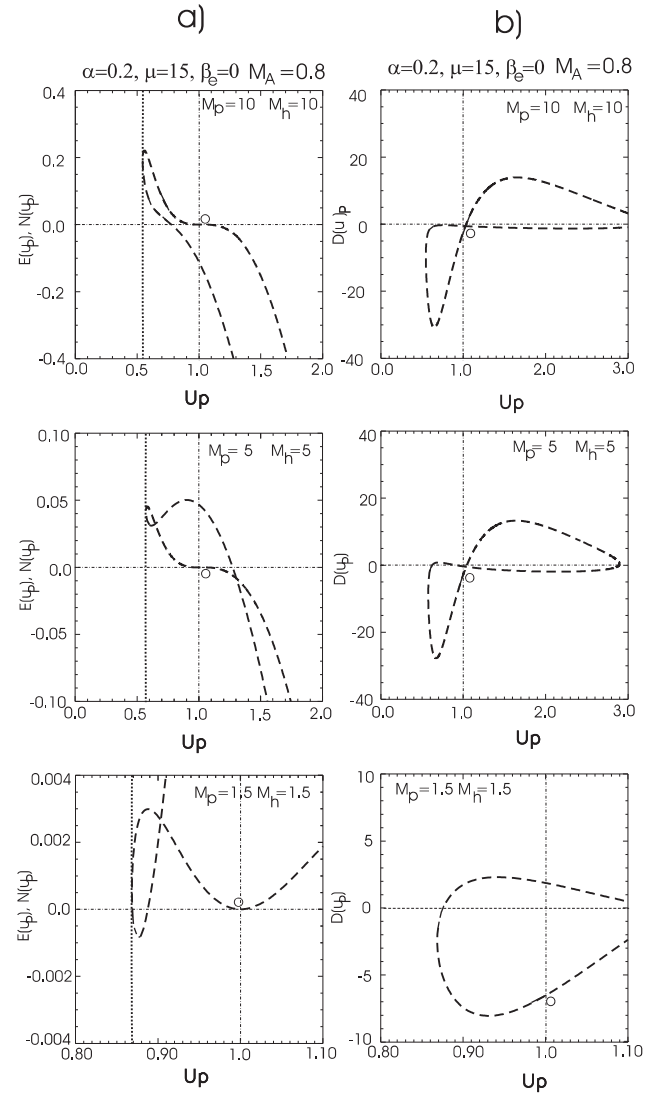 a) b)
α=0.2, μ=15, βe=0 M_A=0.8 α=0.2, μ=15, βe=0 M_A=0.8
0.4 Mp=10 Mh=10
0.2
0.0
-0.2
-0.4
E(up), N(up)
0.0 0.5 1.0 1.5 2.0
Up
40 Mp=10 Mh=10
20
0
-20
-40
D(u)p
0.0 1.0 2.0 3.0
Up
0.10 Mp=5 Mh=5
0.05
0.0
-0.05
-0.10
E(up), N(up)
0.0 0.5 1.0 1.5 2.0
Up
40 Mp=5 Mh=5
20
0
-20
-40
D(up)
0.0 1.0 2.0 3.0
Up
0.004 Mp=1.5 Mh=1.5
0.002
0.0
-0.002
-0.004
E(up), N(up)
0.80 0.90 1.0 1.10
Up
10 Mp=1.5 Mh=1.5
5
0
-5
-10
D(up)
0.80 0.90 1.0 1.10
Up